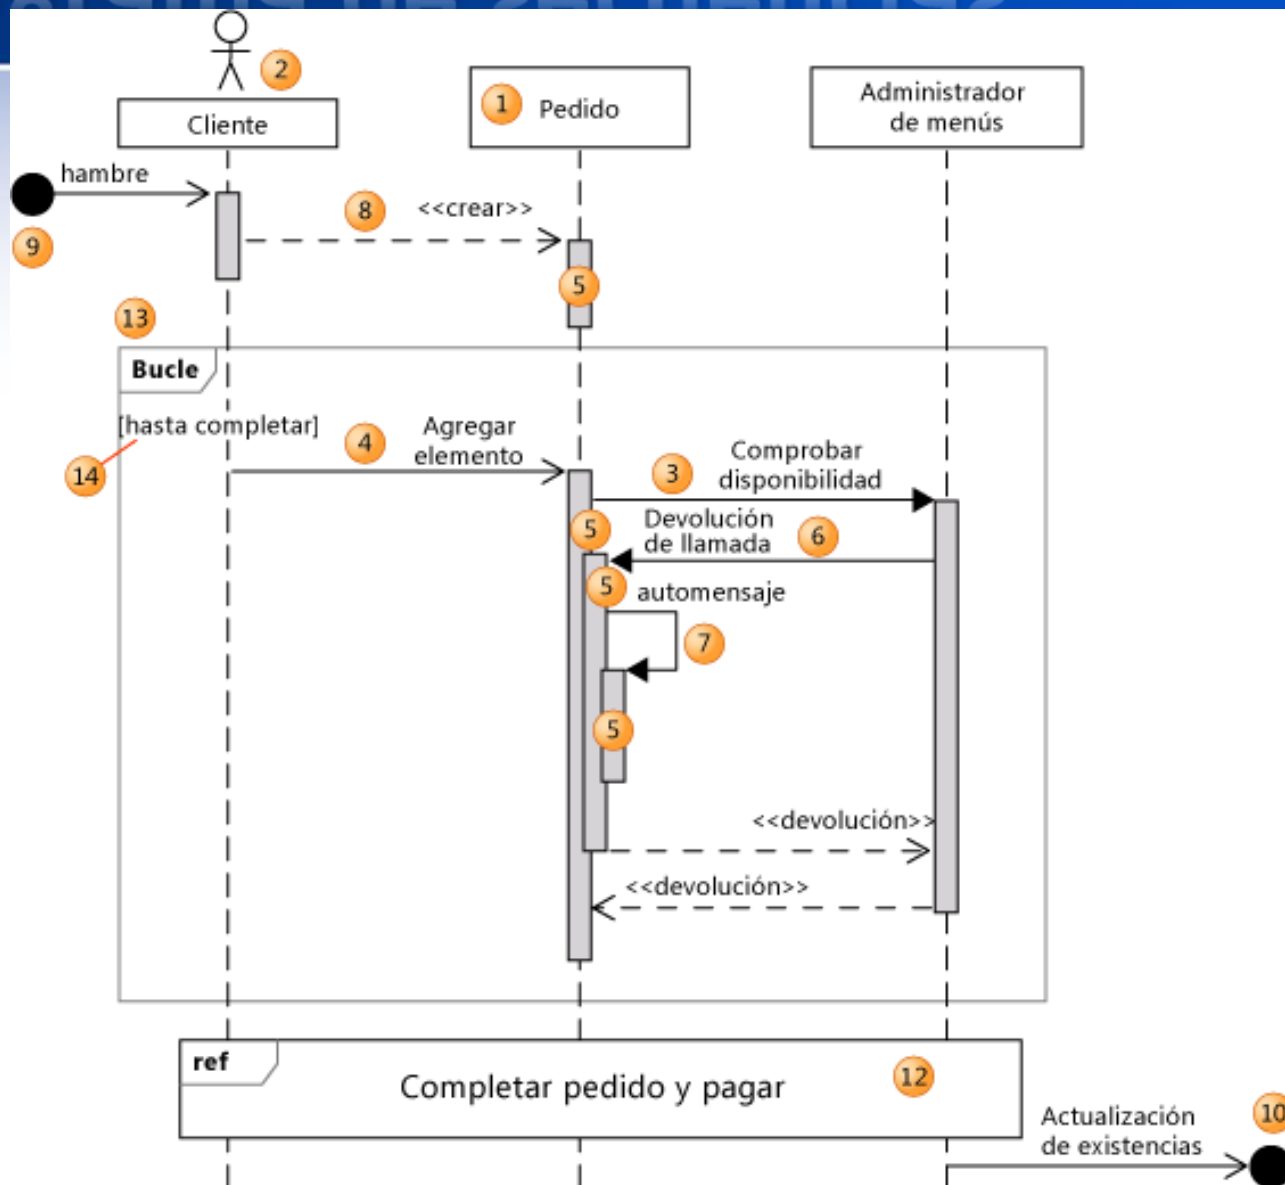 2
1
Pedido
Administrador
de menús
Cliente
hambre
8
<<crear>>
9
5
13
Bucle
[hasta completar]
4
Agregar
elemento
14
3
Comprobar
disponibilidad
5
Devolución
de llamada
6
5
automensaje
7
5
<<devolución>>
<<devolución>>
ref
Completar pedido y pagar
12
10
Actualización
de existencias